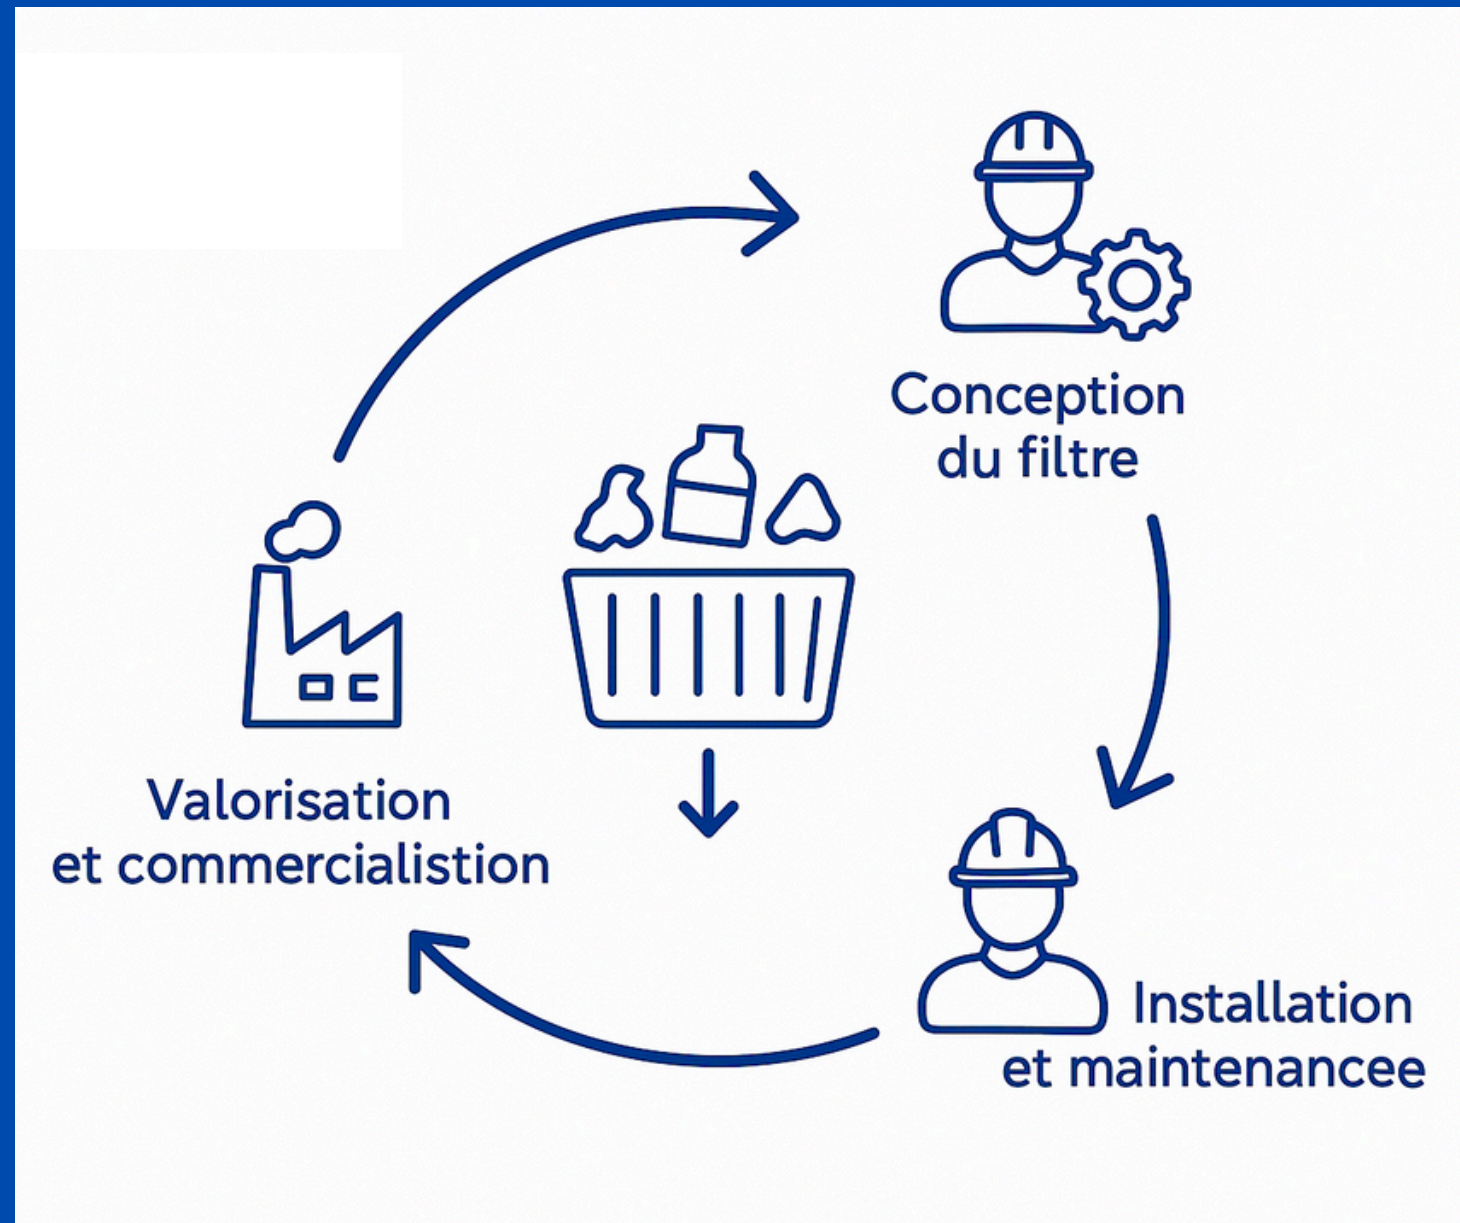 Conception
du filtre
Valorisation
et commercialistion
Installation
et maintenancee